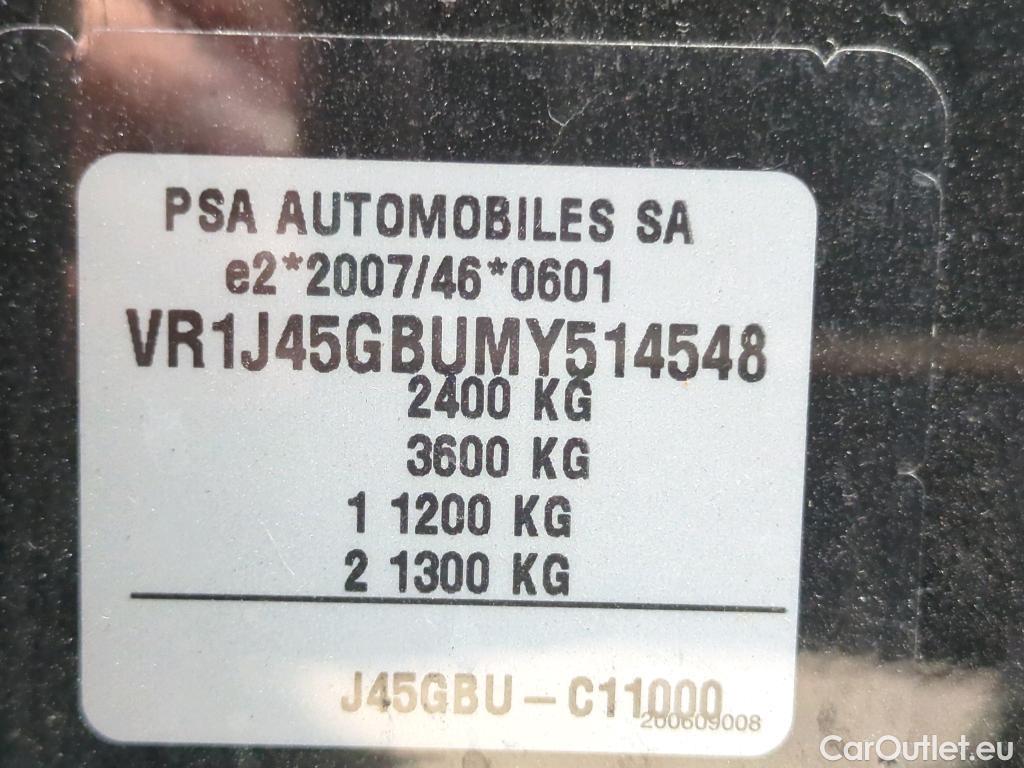 PSA AUTOMOBILES SA
e2*2007/46*0601
VR1J45GBUMY514548
2400 KG
3600 KG
1 1200 KG
2 1300 KG
J45GBU – C11000
200609008
CarOutlet.eu